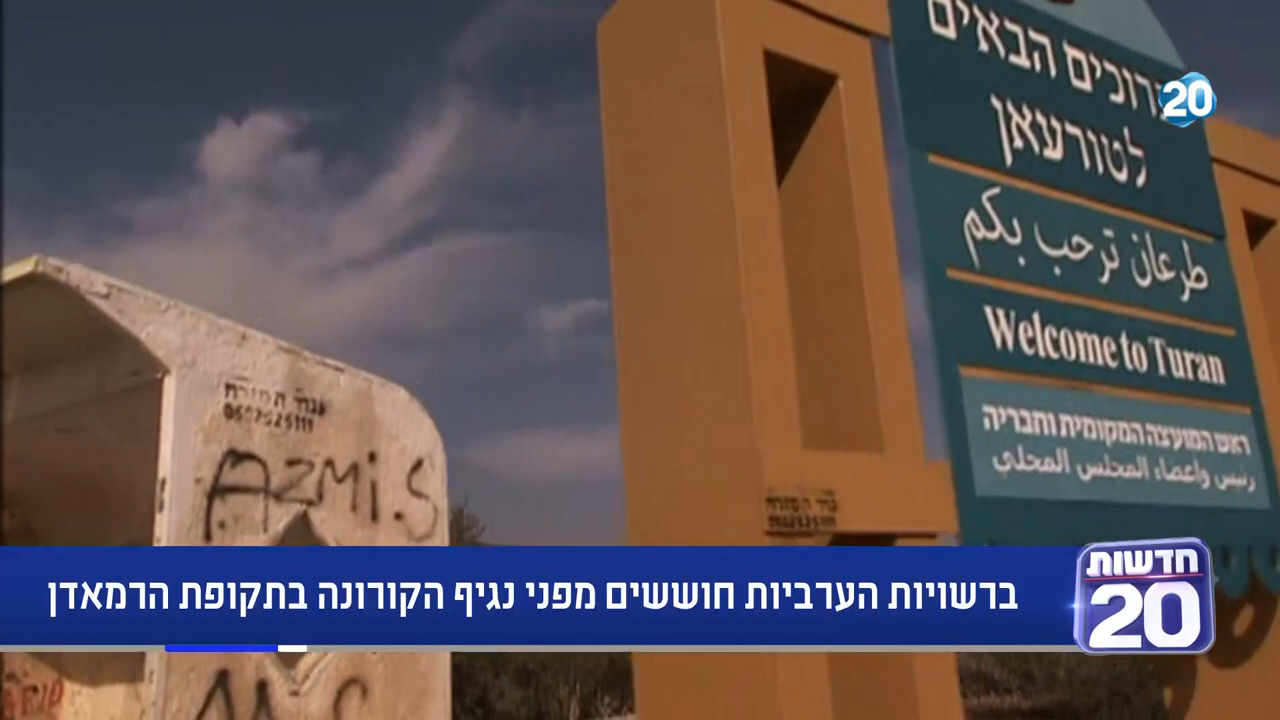 ברוכים הבאים
20
לטורעאן
طرعان ترحب بكم
Welcome to Turan
ראש המועצה המקומית וחבריה
رئيس واعضاء المجلس المحلي
AZMi.S
ברשויות הערביות חוששים מפני נגיף הקורונה בתקופת הרמאדן
חדשות
20